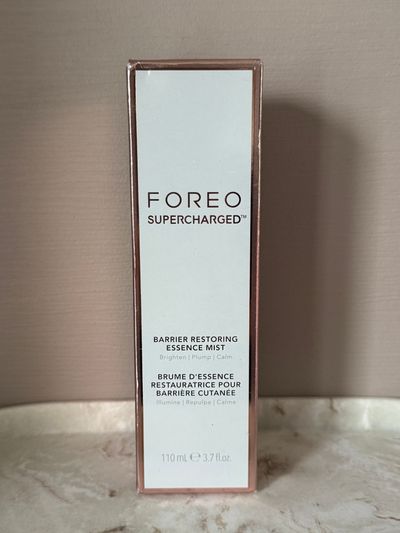 FOREO
SUPERCHARGED™
BARRIER RESTORING
ESSENCE MIST
Brighten | Plump | Calm
BRUME D'ESSENCE
RESTAURATRICE POUR
BARRIÈRE CUTANÉE
Illumine | Repulpe | Calme
110 mL ℮ 3.7 fl.oz.